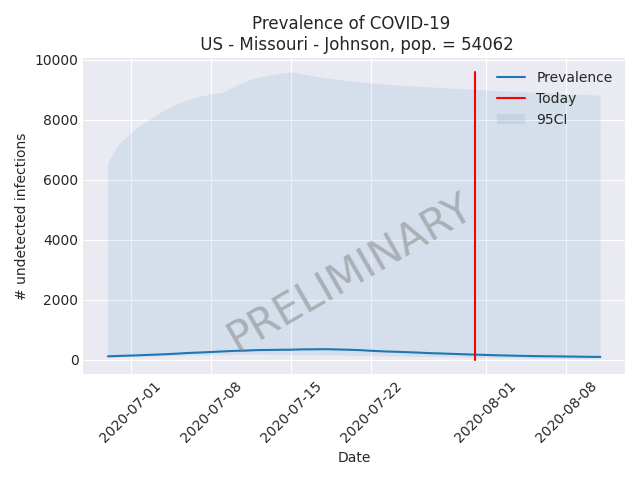 Prevalence of COVID-19
US - Missouri - Johnson, pop. = 54062
10000
8000
6000
4000
2000
0
# undetected infections
Prevalence
Today
95CI
PRELIMINARY
2020-07-01
2020-07-08
2020-07-15
2020-07-22
2020-08-01
2020-08-08
Date